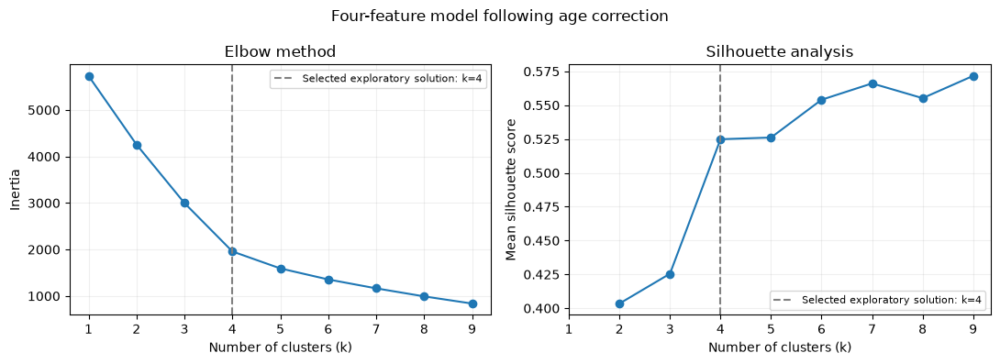 Four-feature model following age correction
Elbow method
Selected exploratory solution: k=4
Inertia
5000
4000
3000
2000
1000
1 2 3 4 5 6 7 8 9
Number of clusters (k)
Silhouette analysis
Mean silhouette score
0.575
0.550
0.525
0.500
0.475
0.450
0.425
0.400
Selected exploratory solution: k=4
1 2 3 4 5 6 7 8 9
Number of clusters (k)